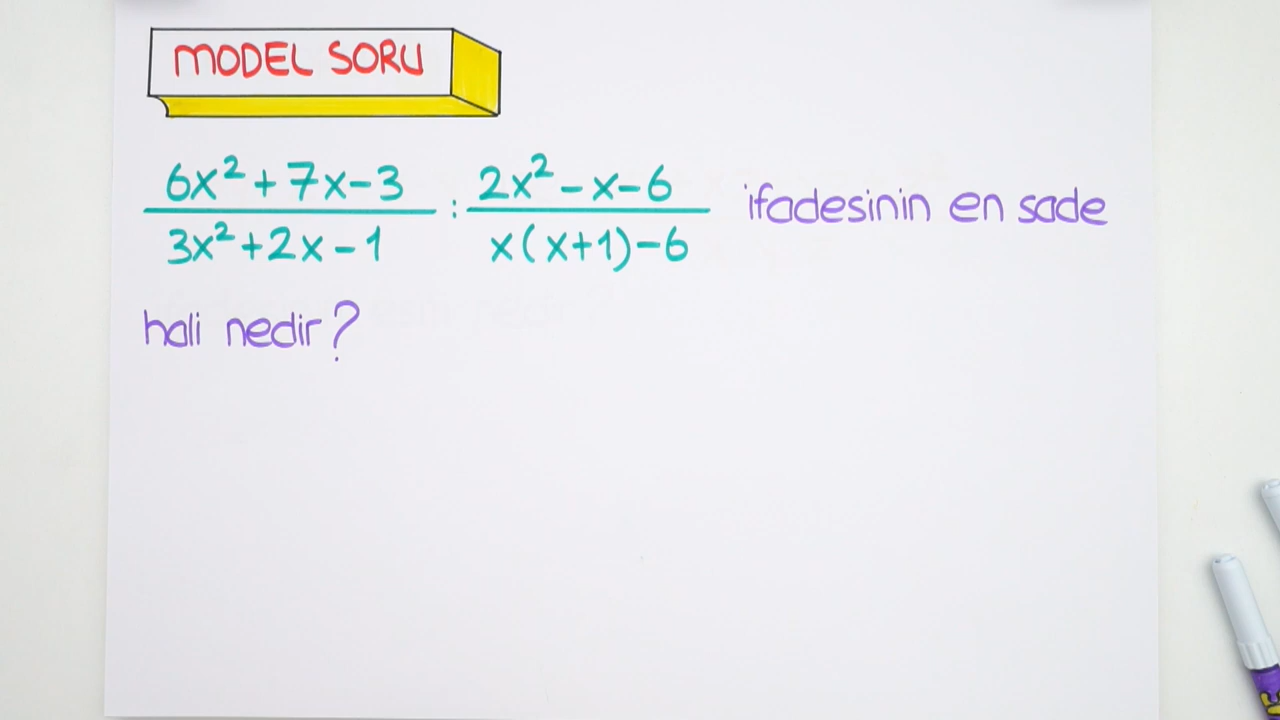 MODEL SORU
6x² + 7x - 3 / 3x² + 2x - 1 : 2x² - x - 6 / x(x+1) - 6 ifadesinin en sade
hali nedir?